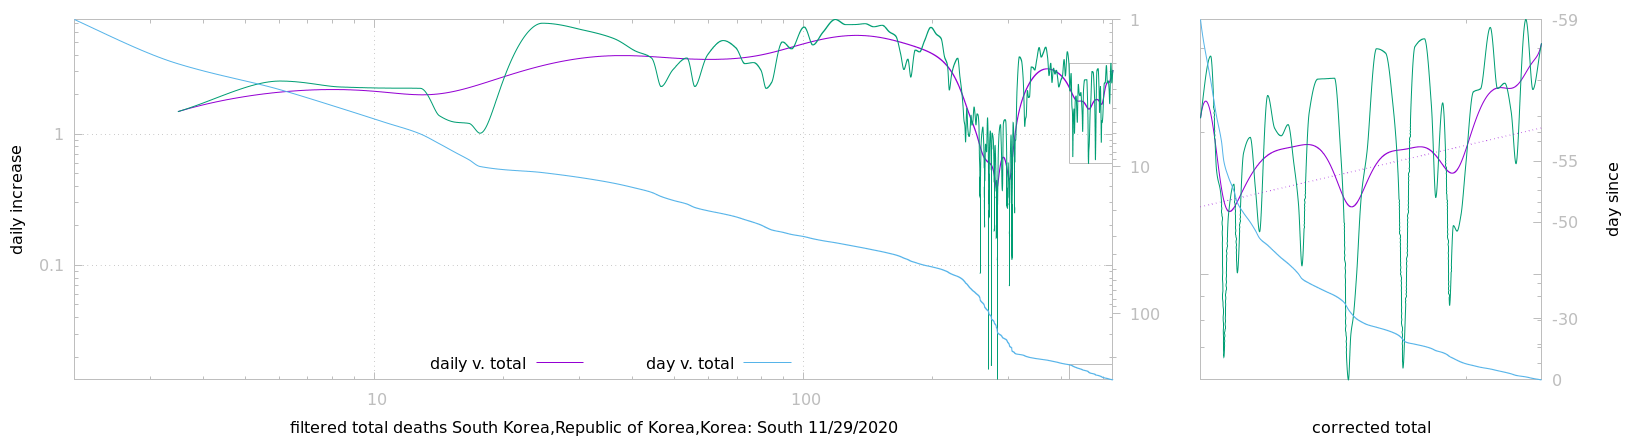 1
-59
daily increase
1
10
-55
-50
day since
0.1
100
-30
daily v. total
day v. total
0
10
100
filtered total deaths South Korea,Republic of Korea,Korea: South 11/29/2020
corrected total